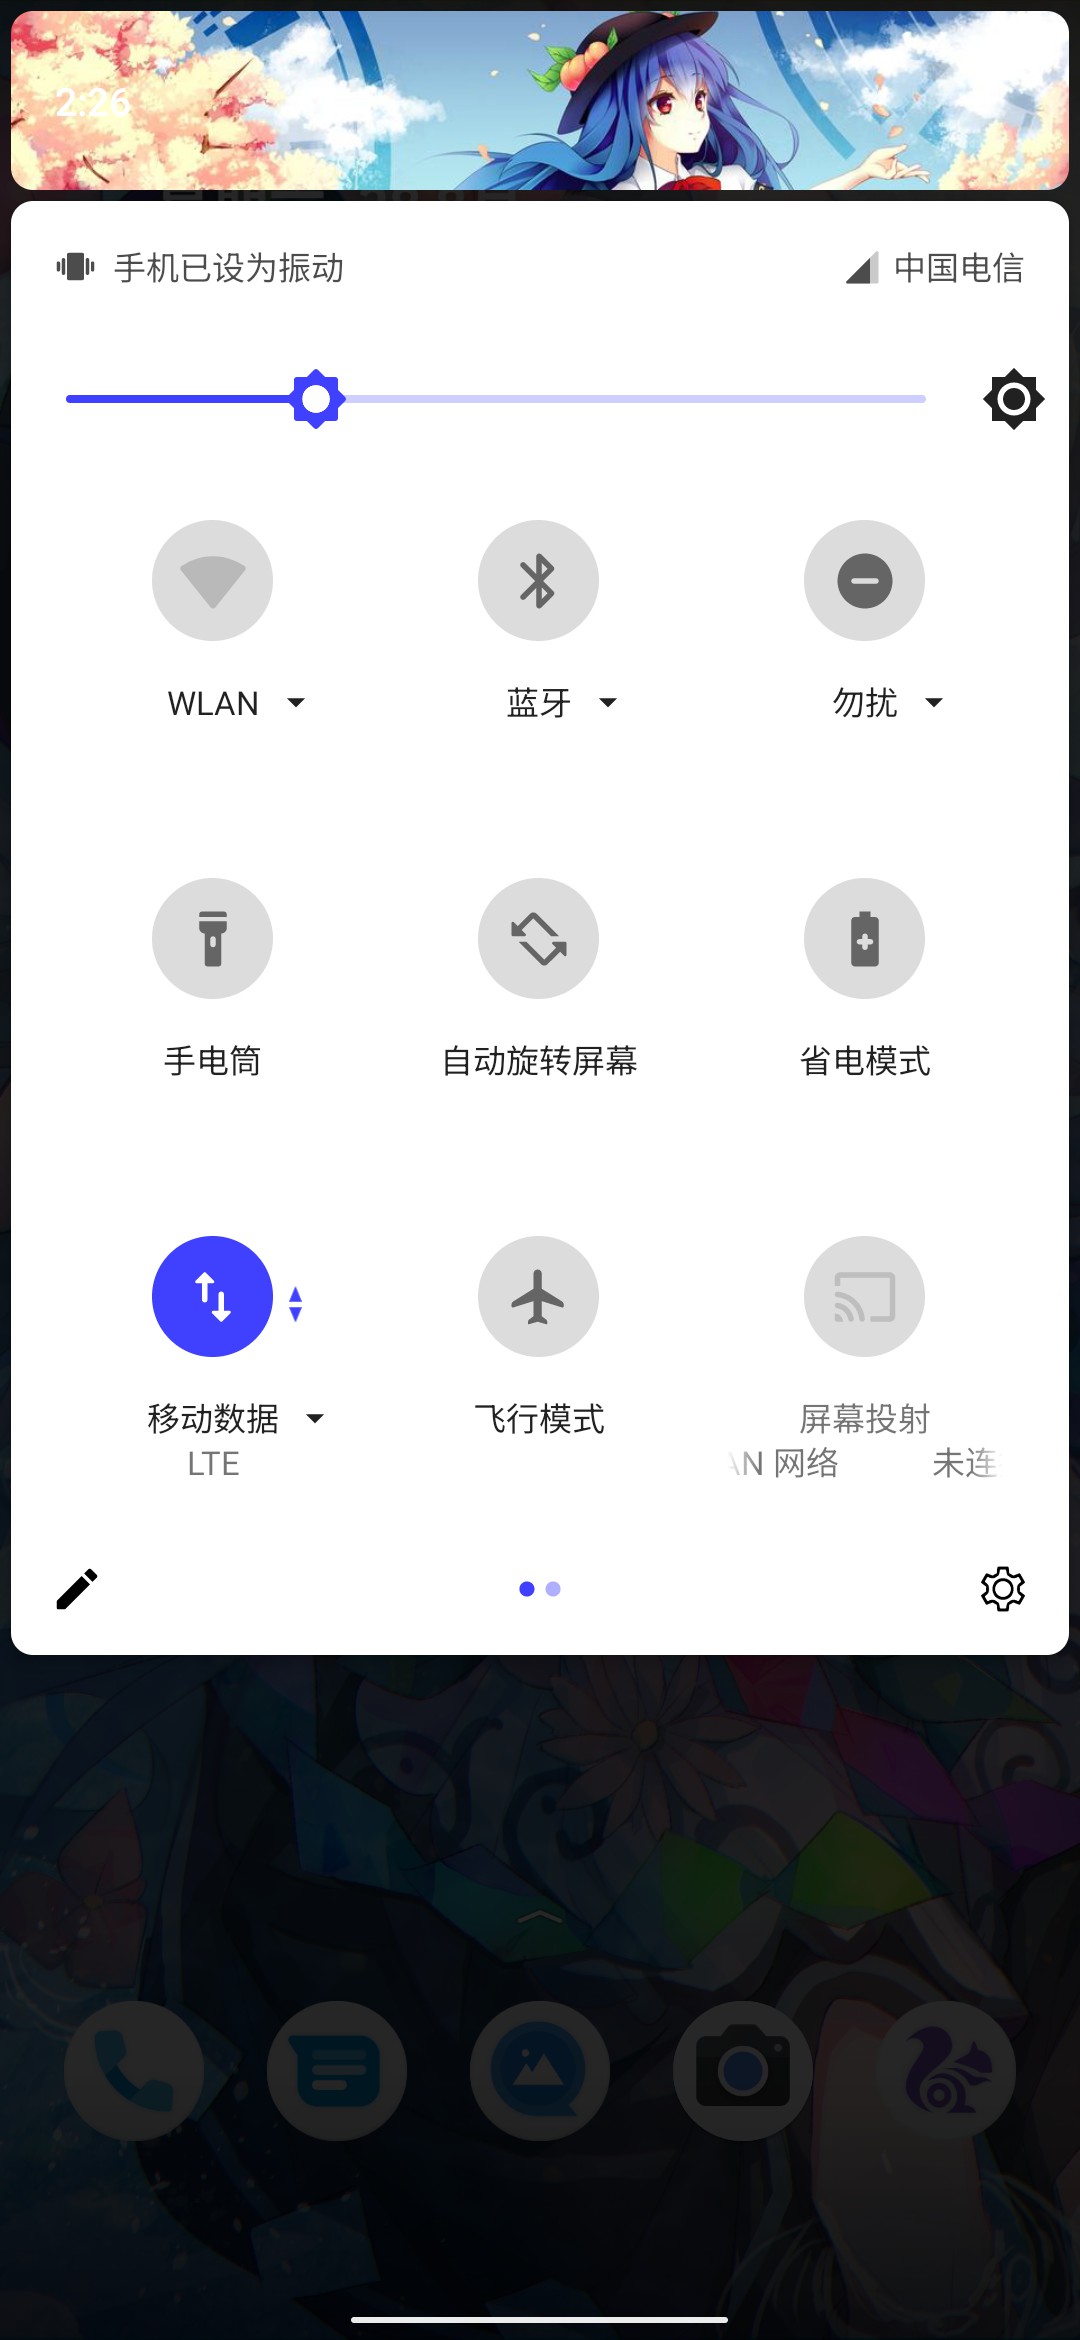 2:26
手机已设为振动 中国电信
WLAN 蓝牙 勿扰
手电筒 自动旋转屏幕 省电模式
移动数据 飞行模式 屏幕投射
LTE AN 网络 未连